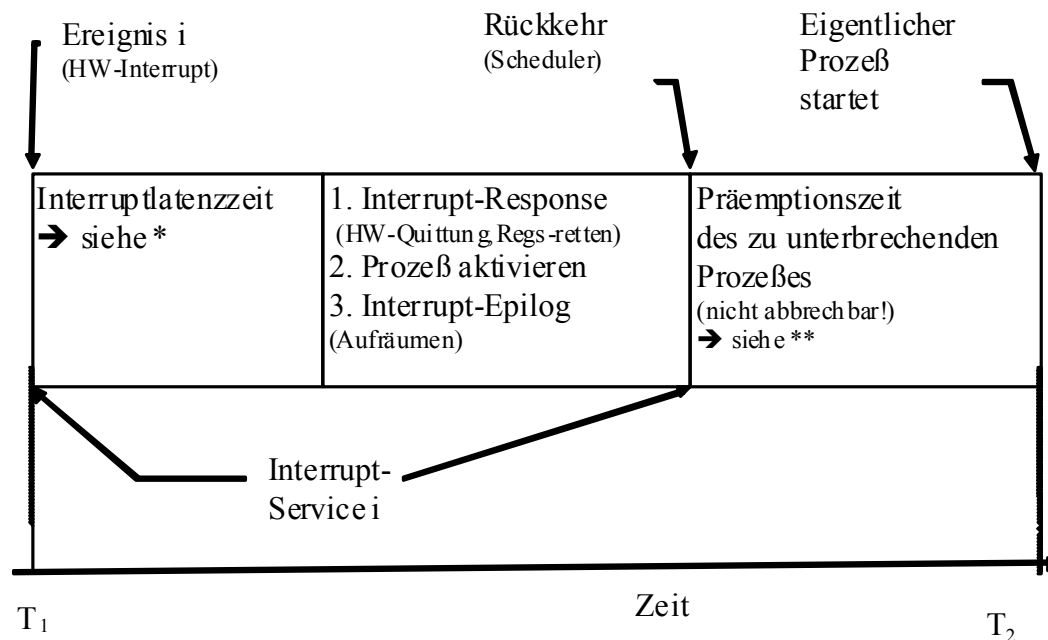 Ereignis i
(HW-Interrupt)
Rückkehr
(Scheduler)
Eigentlicher
Prozeß
startet
Interruptlatenzzeit
➔ siehe *
1. Interrupt-Response
(HW-Quittung,Regs-retten)
2. Prozeß aktivieren
3. Interrupt-Epilog
(Aufräumen)
Präemptionszeit
des zu unterbrechenden
Prozeßes
(nicht abbrechbar!)
➔ siehe **
Interrupt-
Service i
Zeit
T1
T2